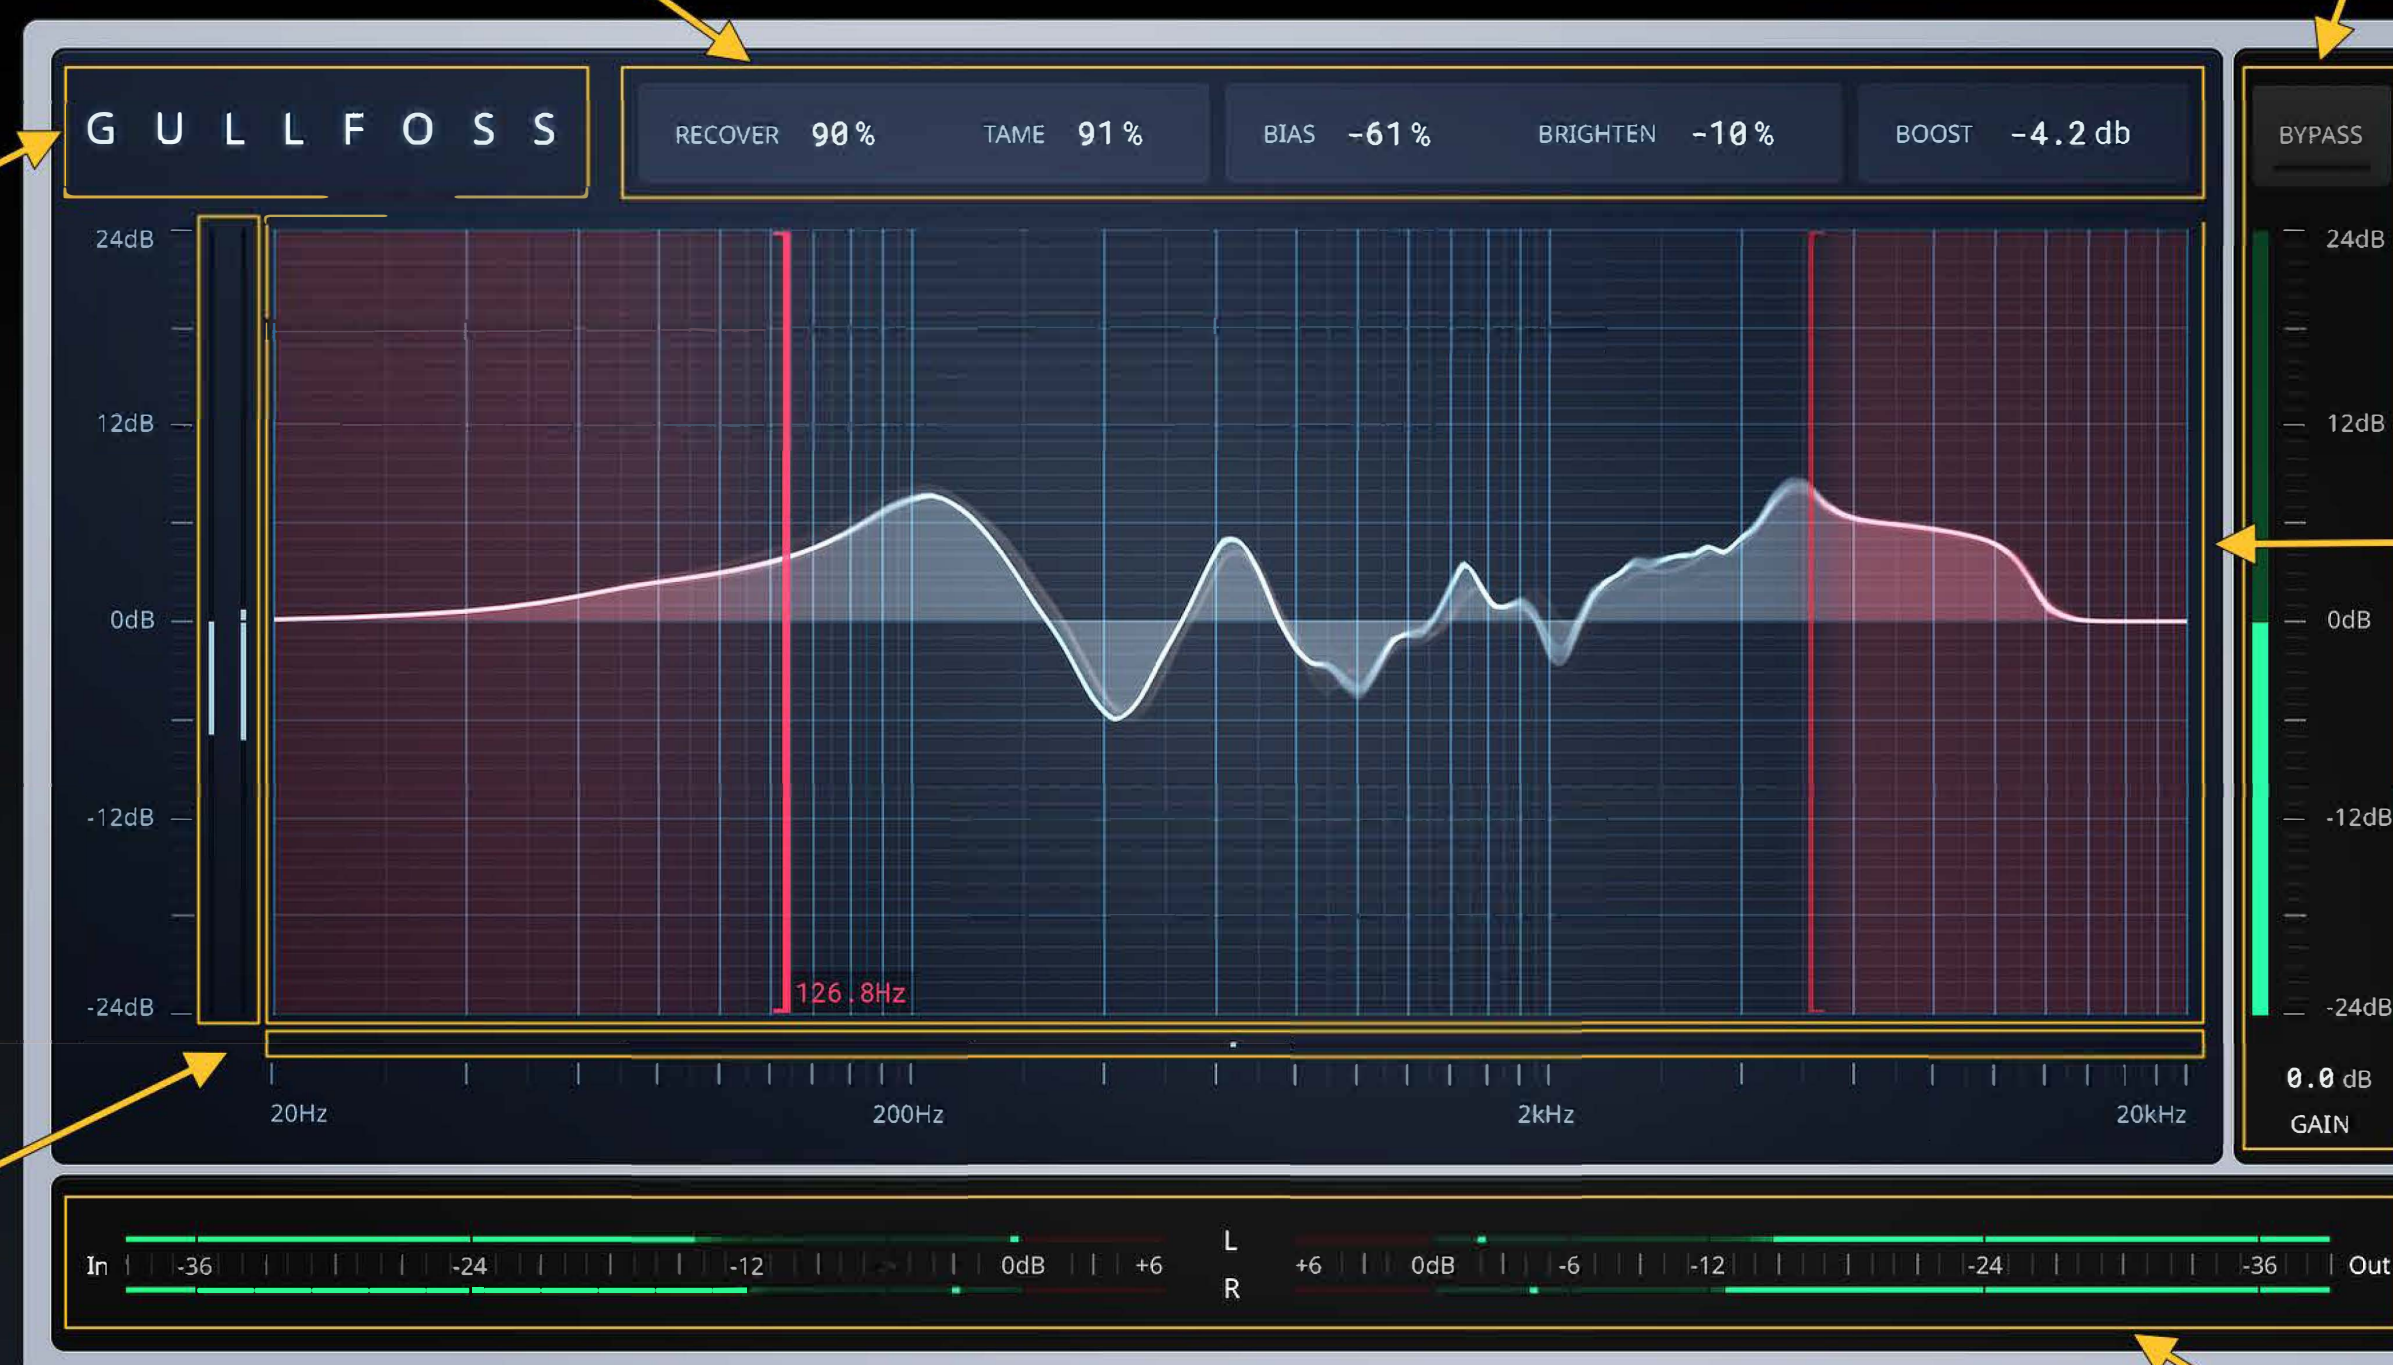 GULLFOSS
RECOVER 90% TAME 91% BIAS -61% BRIGHTEN -10% BOOST -4.2 db
BYPASS
24dB 24dB
12dB 12dB
0dB 0dB
-12dB -12dB
126.8Hz
-24dB -24dB
0.0 dB
20Hz 200Hz 2kHz 20kHz
GAIN
L
In -36 -24 -12 0dB +6 +6 0dB -6 -12 -24 -36 Out
R